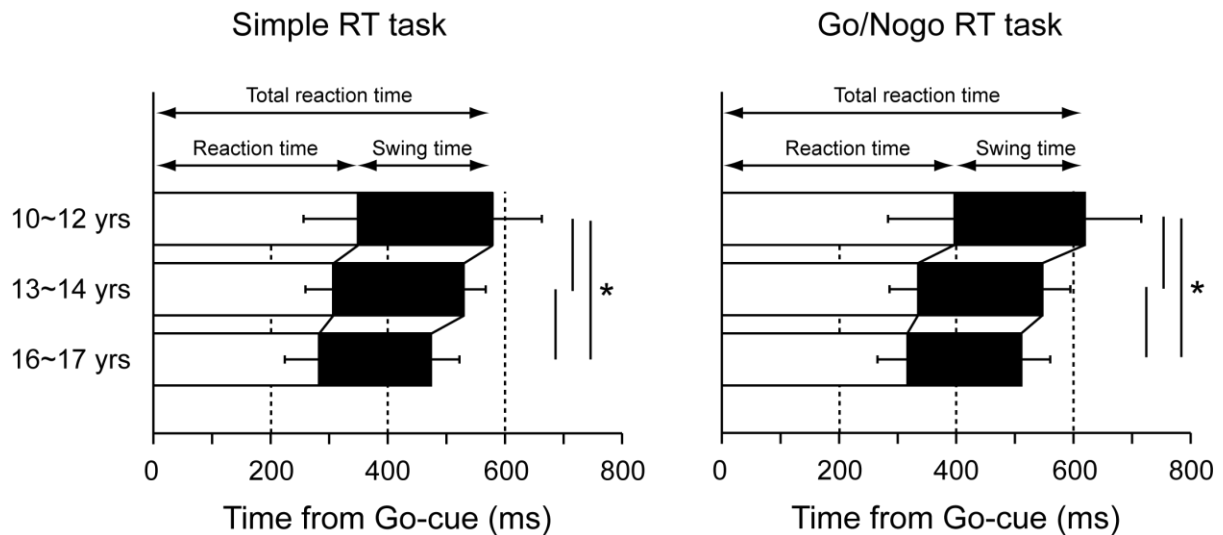 Simple RT task
Go/Nogo RT task
Total reaction time
Total reaction time
Reaction time
Swing time
Reaction time
Swing time
10~12 yrs
13~14 yrs
*
*
16~17 yrs
0 200 400 600 800
0 200 400 600 800
Time from Go-cue (ms)
Time from Go-cue (ms)